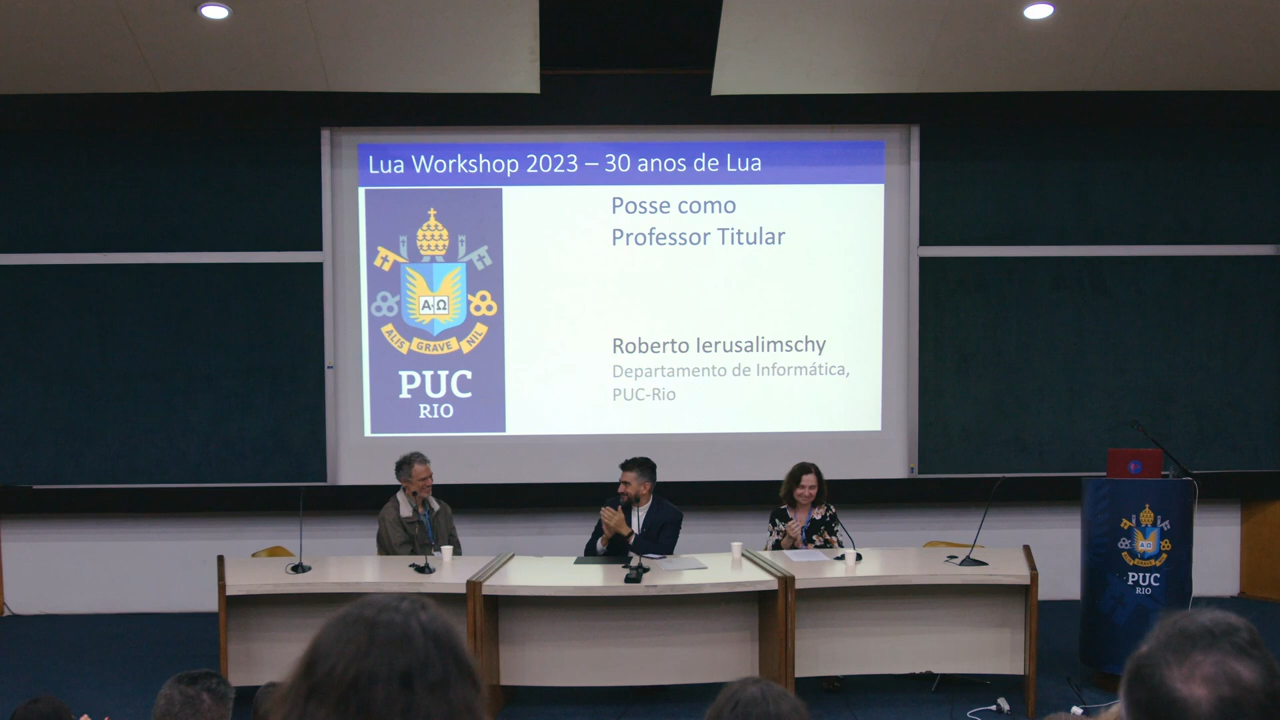 Lua Workshop 2023 – 30 anos de Lua
Posse como
Professor Titular
Roberto Ierusalimschy
Departamento de Informática,
PUC-Rio
A Ω
ALIS GRAVE NIL
PUC
RIO
PUC
RIO